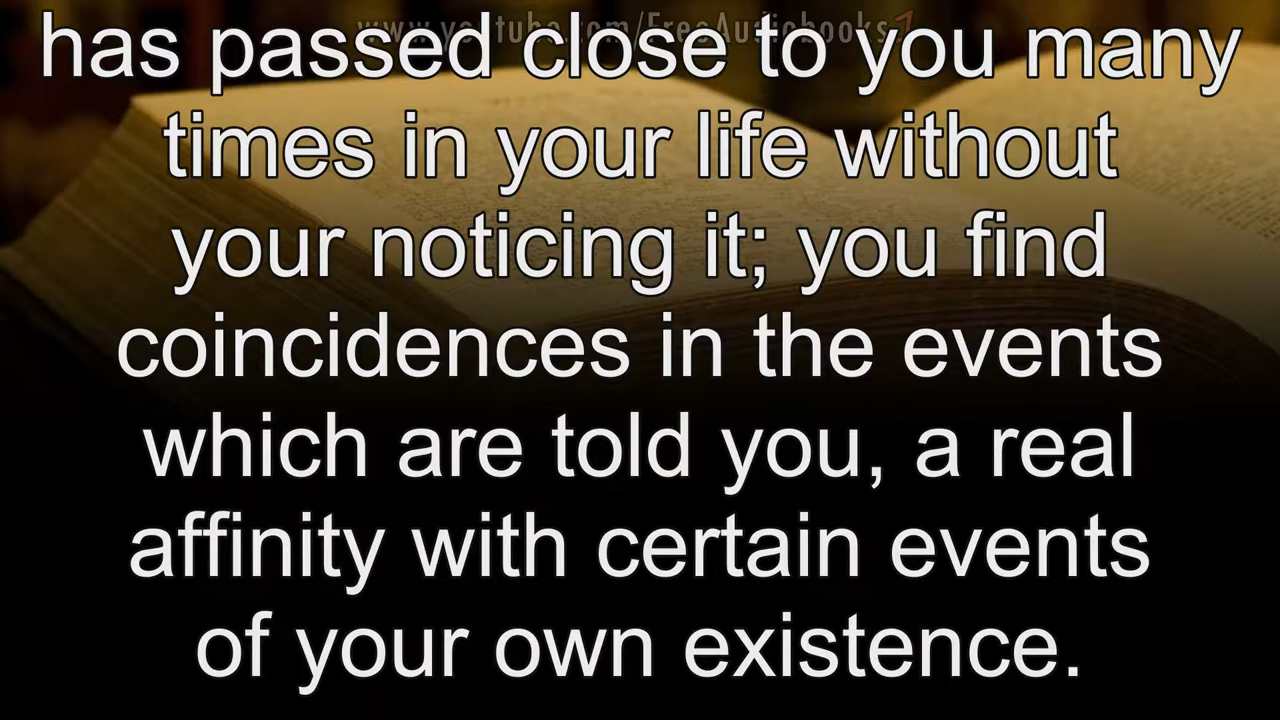 www.youtube.com/FreeAudiobooks1
has passed close to you many
times in your life without
your noticing it; you find
coincidences in the events
which are told you, a real
affinity with certain events
of your own existence.